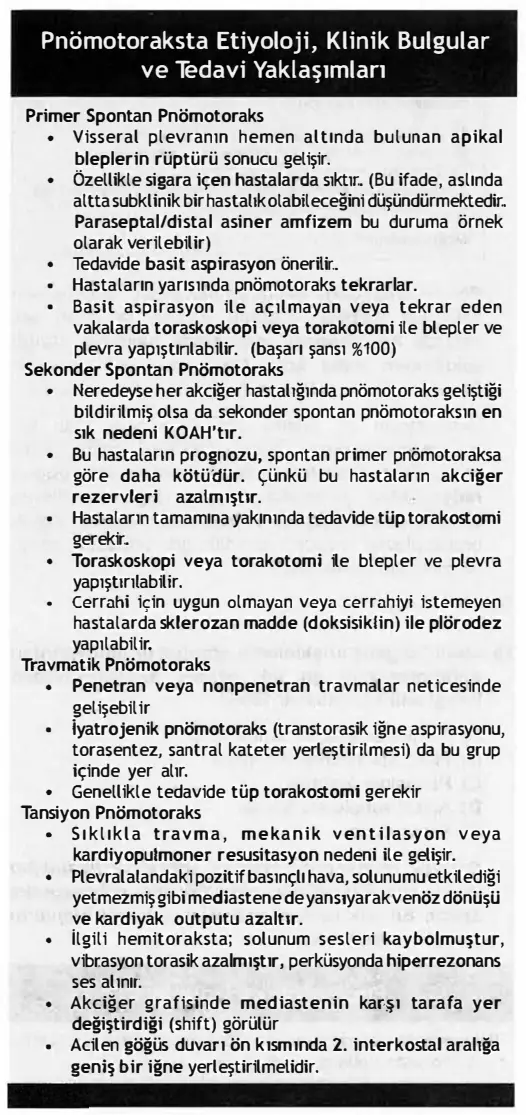 Pnömotoraksta Etiyoloji, Klinik Bulgular
ve Tedavi Yaklaşımları
Primer Spontan Pnömotoraks
• Visseral plevranın hemen altında bulunan apikal
bleplerin rüptürü sonucu gelişir.
• Özellikle sigara içen hastalarda sıktır. (Bu ifade, aslında
altta subklinik bir hastalık olabileceğini düşündürmektedir.
Paraseptal/distal asiner amfizem bu duruma örnek
olarak verilebilir)
• Tedavide basit aspirasyon önerilir.
• Hastaların yarısında pnömotoraks tekrarlar.
• Basit aspirasyon ile açılmayan veya tekrar eden
vakalarda toraskoskopi veya torakotomi ile blepler ve
plevra yapıştırılabilir. (başarı şansı %100)
Sekonder Spontan Pnömotoraks
• Neredeyse her akciğer hastalığında pnömotoraks geliştiği
bildirilmiş olsa da sekonder spontan pnömotoraksın en
sık nedeni KOAH'tır.
• Bu hastaların prognozu, spontan primer pnömotoraksa
göre daha kötüdür. Çünkü bu hastaların akciğer
rezervleri azalmıştır.
• Hastaların tamamına yakınında tedavide tüp torakostomi
gerekir.
• Toraskoskopi veya torakotomi ile blepler ve plevra
yapıştırılabilir.
• Cerrahi için uygun olmayan veya cerrahiyi istemeyen
hastalarda sklerozan madde (doksisiklin) ile plörodez
yapılabilir.
Travmatik Pnömotoraks
• Penetran veya nonpenetran travmalar neticesinde
gelişebilir
• İyatrojenik pnömotoraks (transtorasik iğne aspirasyonu,
torasentez, santral kateter yerleştirilmesi) da bu grup
içinde yer alır.
• Genellikle tedavide tüp torakostomi gerekir
Tansiyon Pnömotoraks
• Sıklıkla travma, mekanik ventilasyon veya
kardiyopulmoner resusitasyon nedeni ile gelişir.
• Plevral alandaki pozitif basınçlı hava, solunumu etkilediği
yetmezmiş gibi mediastene de yansıyarak venöz dönüşü
ve kardiyak outputu azaltır.
• İlgili hemitoraksta; solunum sesleri kaybolmuştur,
vibrasyon torasik azalmıştır, perküsyonda hiperrezonans
ses alınır.
• Akciğer grafisinde mediastenin karşı tarafa yer
değiştirdiği (shift) görülür
• Acilen göğüs duvarı ön kısmında 2. interkostal aralığa
geniş bir iğne yerleştirilmelidir.